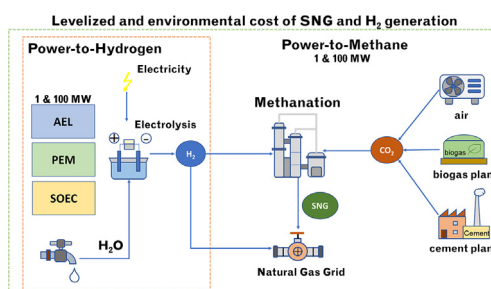 Levelized and environmental cost of SNG and H₂ generation
Power-to-Hydrogen
Power-to-Methane
1 & 100 MW
Electricity
1 & 100 MW
AEL
PEM
SOEC
Electrolysis
H₂O
H₂
Methanation
SNG
Natural Gas Grid
CO₂
air
biogas
biogas plant
Cement
cement plant